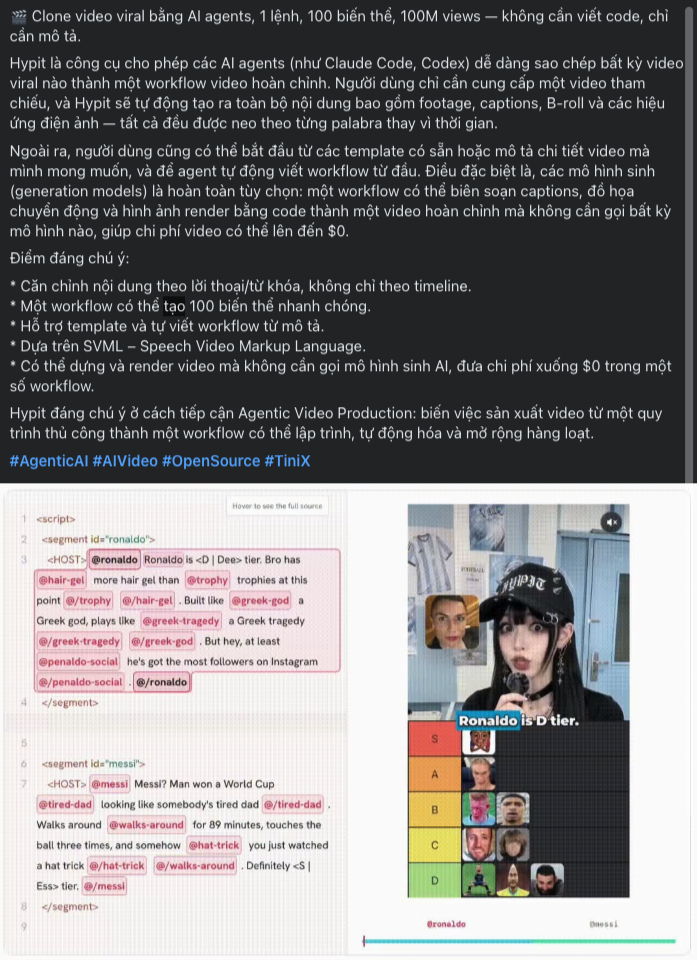 🎬 Clone video viral bằng AI agents, 1 lệnh, 100 biến thể, 100M views — không cần viết code, chỉ
cần mô tả.
Hypit là công cụ cho phép các AI agents (như Claude Code, Codex) dễ dàng sao chép bất kỳ video
viral nào thành một workflow video hoàn chỉnh. Người dùng chỉ cần cung cấp một video tham
chiếu, và Hypit sẽ tự động tạo ra toàn bộ nội dung bao gồm footage, captions, B-roll và các hiệu
ứng điện ảnh — tất cả đều được neo theo từng palabra thay vì thời gian.
Ngoài ra, người dùng cũng có thể bắt đầu từ các template có sẵn hoặc mô tả chi tiết video mà
mình mong muốn, và để agent tự động viết workflow từ đầu. Điều đặc biệt là, các mô hình sinh
(generation models) là hoàn toàn tùy chọn: một workflow có thể biên soạn captions, đồ họa
chuyển động và hình ảnh render bằng code thành một video hoàn chỉnh mà không cần gọi bất kỳ
mô hình nào, giúp chi phí video có thể lên đến $0.
Điểm đáng chú ý:
* Căn chỉnh nội dung theo lời thoại/từ khóa, không chỉ theo timeline.
* Một workflow có thể tạo 100 biến thể nhanh chóng.
* Hỗ trợ template và tự viết workflow từ mô tả.
* Dựa trên SVML – Speech Video Markup Language.
* Có thể dựng và render video mà không cần gọi mô hình sinh AI, đưa chi phí xuống $0 trong một
số workflow.
Hypit đáng chú ý ở cách tiếp cận Agentic Video Production: biến việc sản xuất video từ một quy
trình thủ công thành một workflow có thể lập trình, tự động hóa và mở rộng hàng loạt.
#AgenticAI #AIVideo #OpenSource #TiniX
Hover to see the full source
1 <script>
2 <segment id="ronaldo">
3 <HOST> @ronaldo Ronaldo is <D | Dee> tier. Bro has
@hair-gel more hair gel than @trophy trophies at this
point @/trophy @/hair-gel . Built like @greek-god a
Greek god, plays like @greek-tragedy a Greek tragedy
@/greek-tragedy @/greek-god . But hey, at least
@penaldo-social he's got the most followers on Instagram
@/penaldo-social . @/ronaldo
4 </segment>
5
6 <segment id="messi">
7 <HOST> @messi Messi? Man won a World Cup
@tired-dad looking like somebody's tired dad @/tired-dad .
Walks around @walks-around for 89 minutes, touches the
ball three times, and somehow @hat-trick you just watched
a hat trick @/hat-trick @/walks-around . Definitely <S |
Ess> tier. @/messi
8 </segment>
9
HYPIT
Ronaldo is D tier.
S
A
B
C
D
@ronaldo @messi